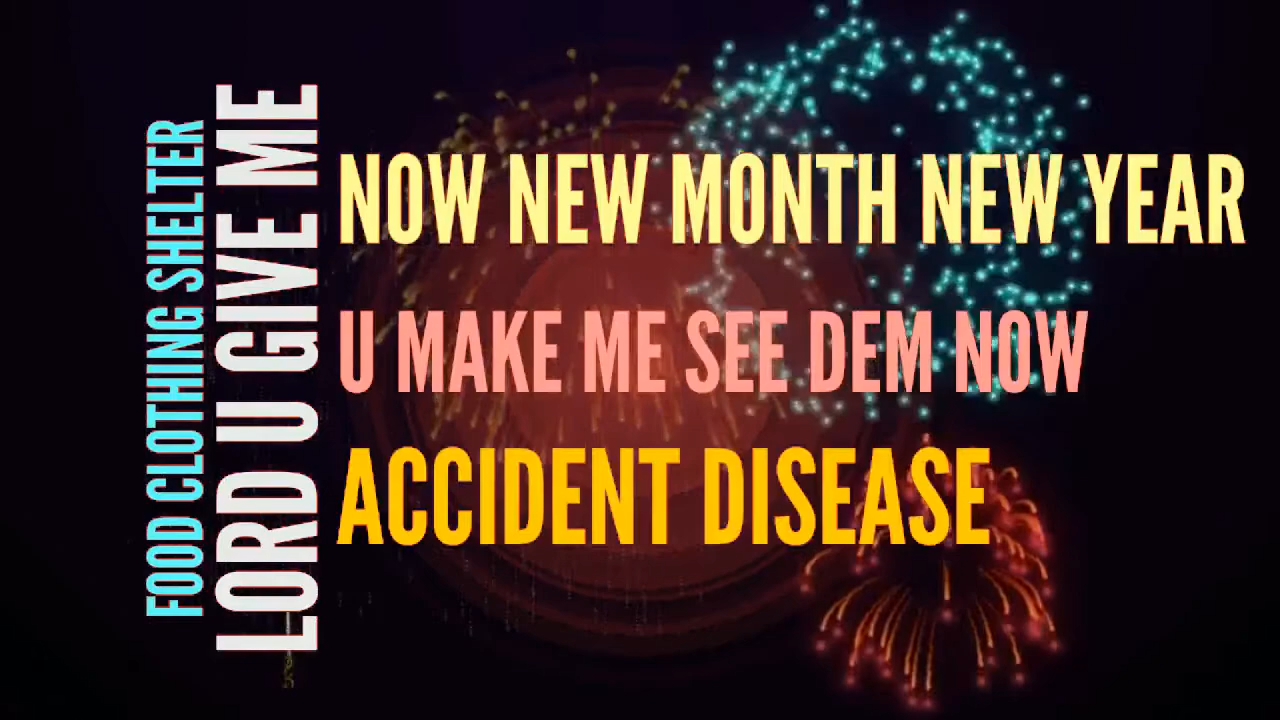 FOOD CLOTHING SHELTER
LORD U GIVE ME
NOW NEW MONTH NEW YEAR
U MAKE ME SEE DEM NOW
ACCIDENT DISEASE